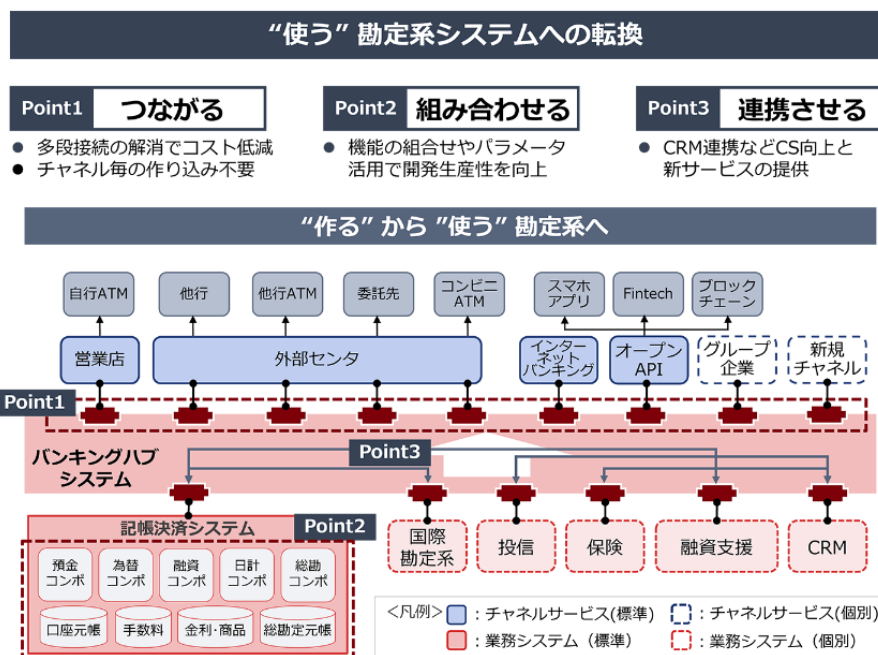 “使う” 勘定系システムへの転換
Point1 つながる
● 多段接続の解消でコスト低減
● チャネル毎の作り込み不要
Point2 組み合わせる
● 機能の組合せやパラメータ
活用で開発生産性を向上
Point3 連携させる
● CRM連携などCS向上と
新サービスの提供
“作る” から ”使う” 勘定系へ
自行ATM
他行
他行ATM
委託先
コンビニ
ATM
スマホ
アプリ
Fintech
ブロック
チェーン
営業店
外部センタ
インター
ネット
バンキング
オープン
API
グループ
企業
新規
チャネル
Point1
バンキングハブ
システム
Point3
記帳決済システム
Point2
預金
コンポ
為替
コンポ
融資
コンポ
日計
コンポ
総勘
コンポ
口座元帳
手数料
金利・商品
総勘定元帳
国際
勘定系
投信
保険
融資支援
CRM
<凡例>
：チャネルサービス(標準)
：チャネルサービス(個別)
：業務システム（標準）
：業務システム（個別）